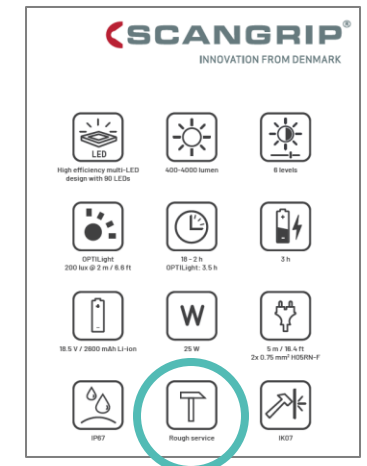 SCANGRIP®
INNOVATION FROM DENMARK
LED
High efficiency multi-LED
design with 90 LEDs
400-4000 lumen
6 levels
OPTILight
200 lux @ 2 m / 6.6 ft
18 - 2 h
OPTILight: 3.5 h
3 h
18.5 V / 2600 mAh Li-ion
W
25 W
5 m / 16.4 ft
2x 0.75 mm² H05RN-F
IP67
Rough service
IK07